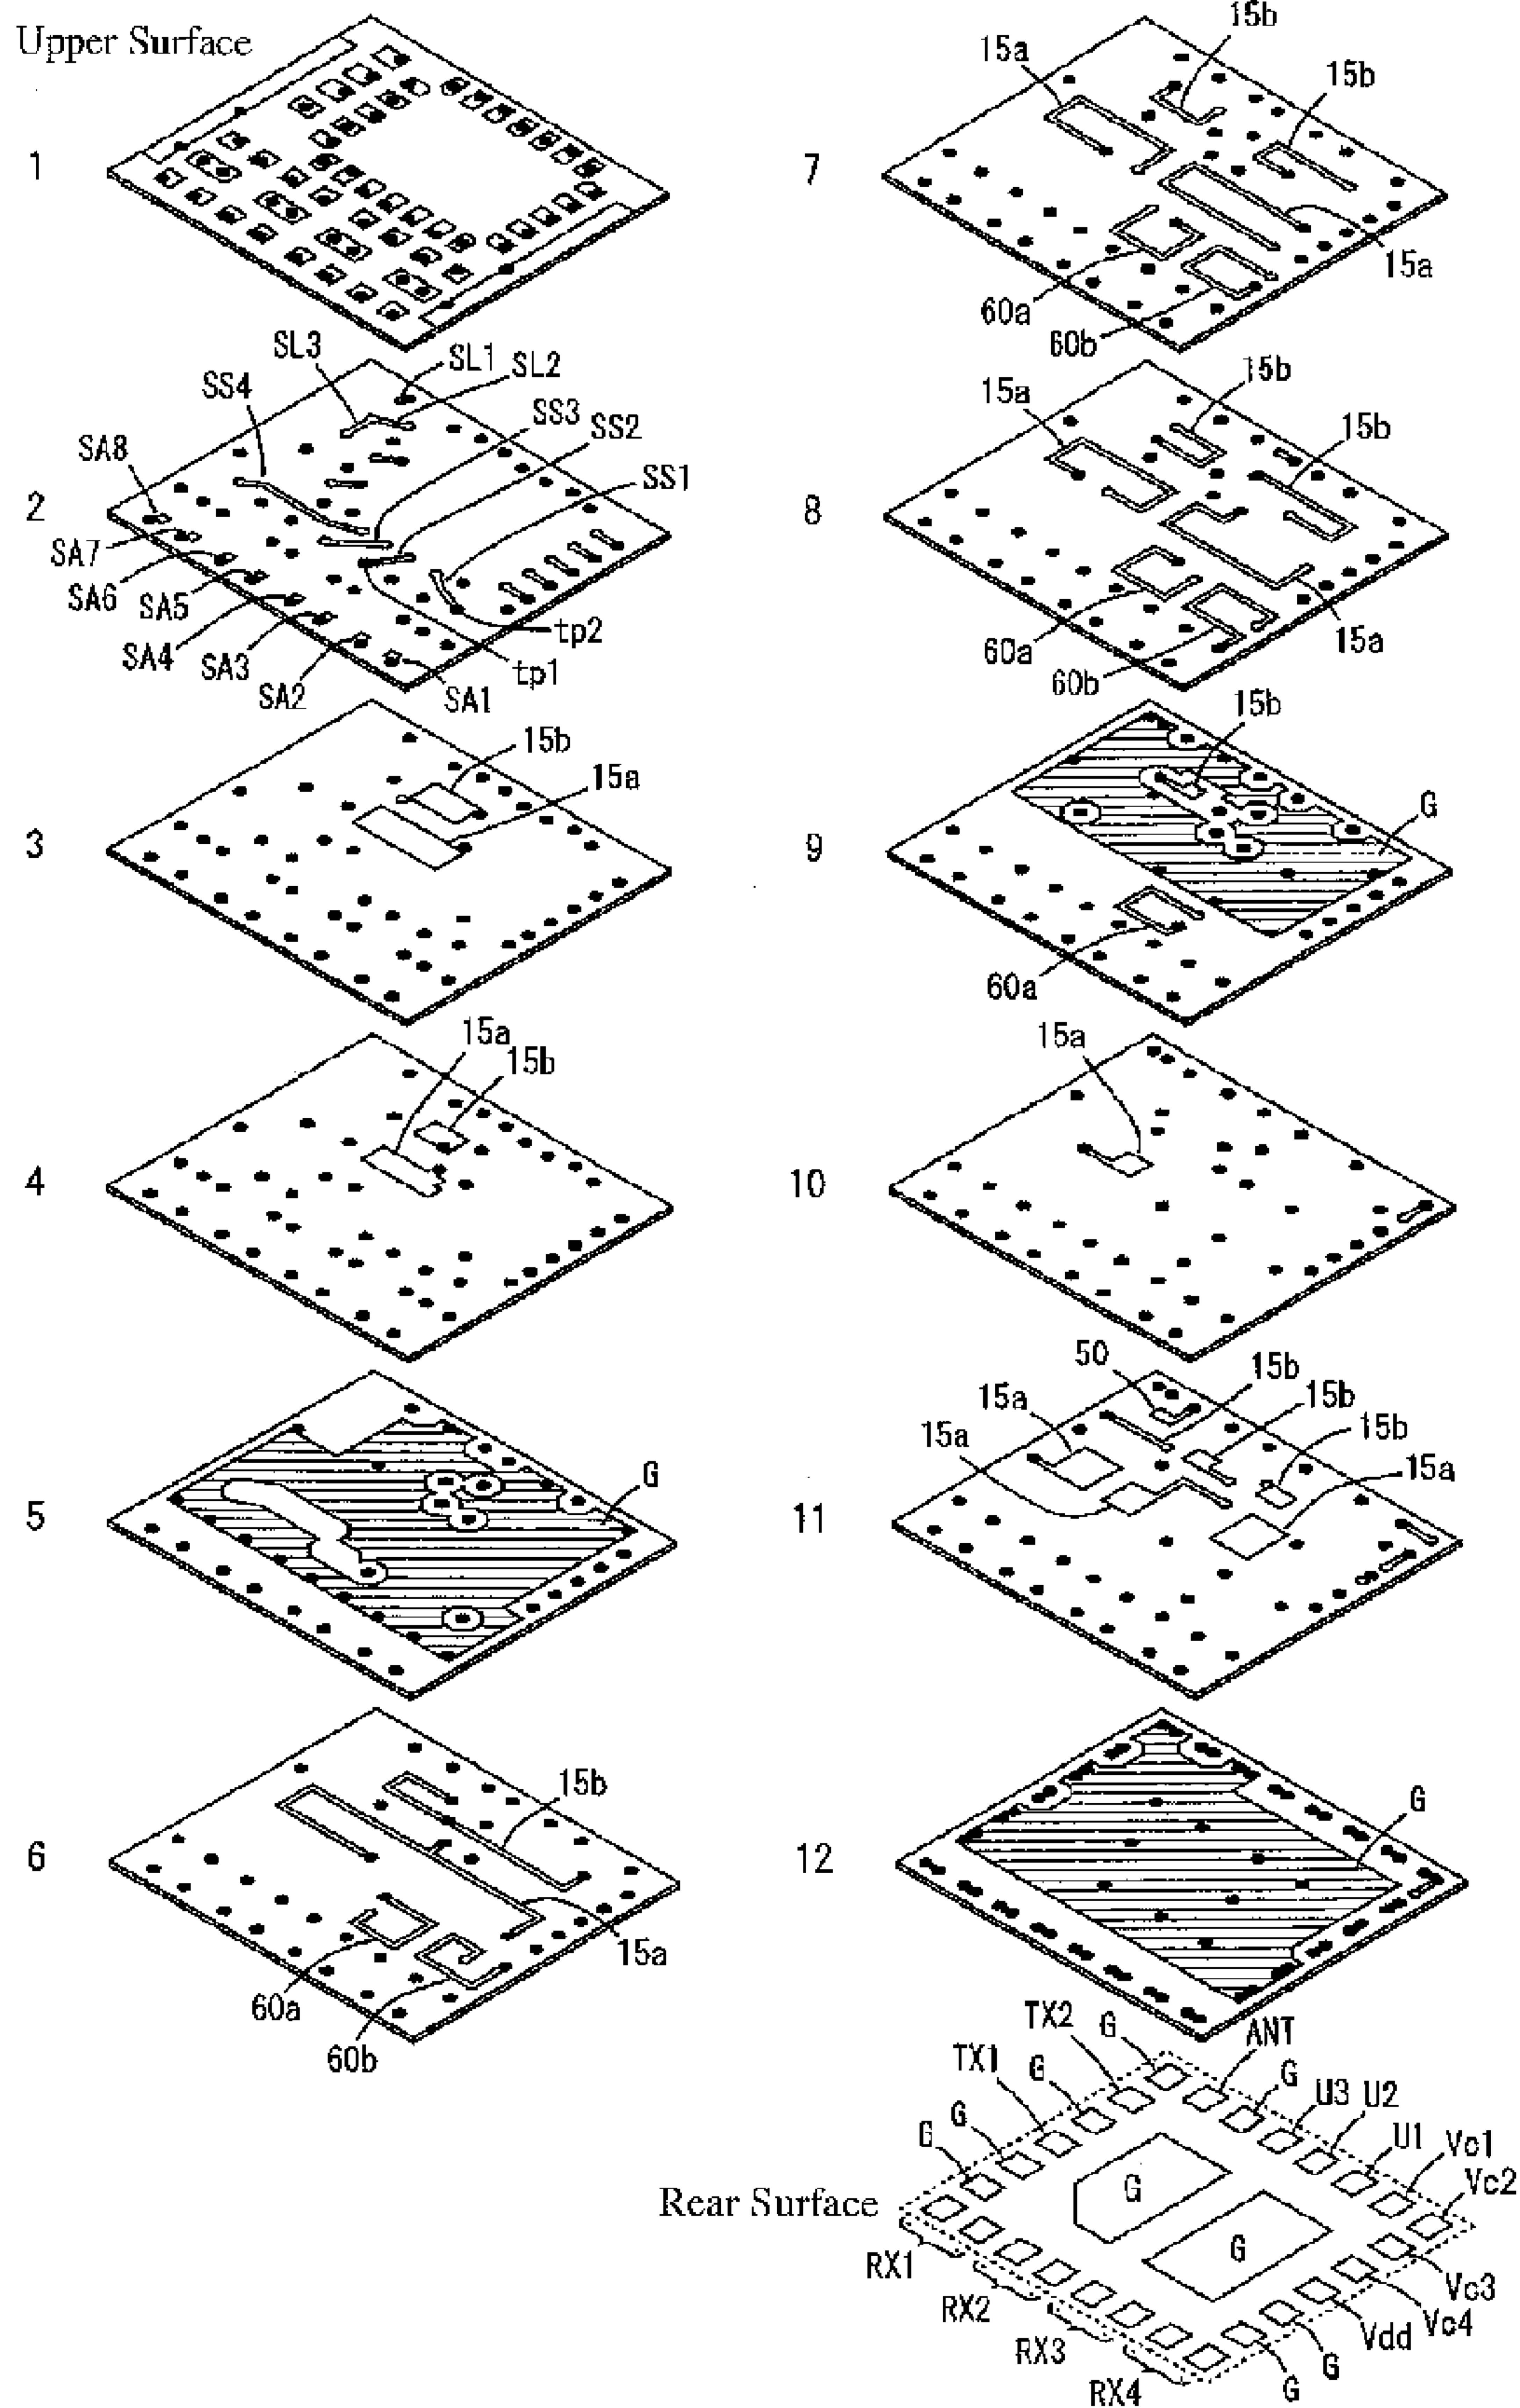 Upper Surface
1
SL3
SL1
SL2
SS4
SS3
SS2
SS1
SA8
2
SA7
SA6
SA5
SA4
SA3
SA2
SA1
tp2
tp1
15b
15a
3
15a
15b
4
G
5
15b
6
15a
60a
60b
15b
15a
15b
7
15a
60a
60b
15b
15a
15b
8
60a
15a
60b
15b
G
9
60a
15a
10
50
15b
15a
15b
15a
15b
15a
11
G
12
TX2
G
ANT
TX1
G
G
U3
U2
G
G
U1
Vc1
Vc2
Rear Surface
G
G
RX1
RX2
RX3
RX4
Vc3
Vc4
Vdd
G
G